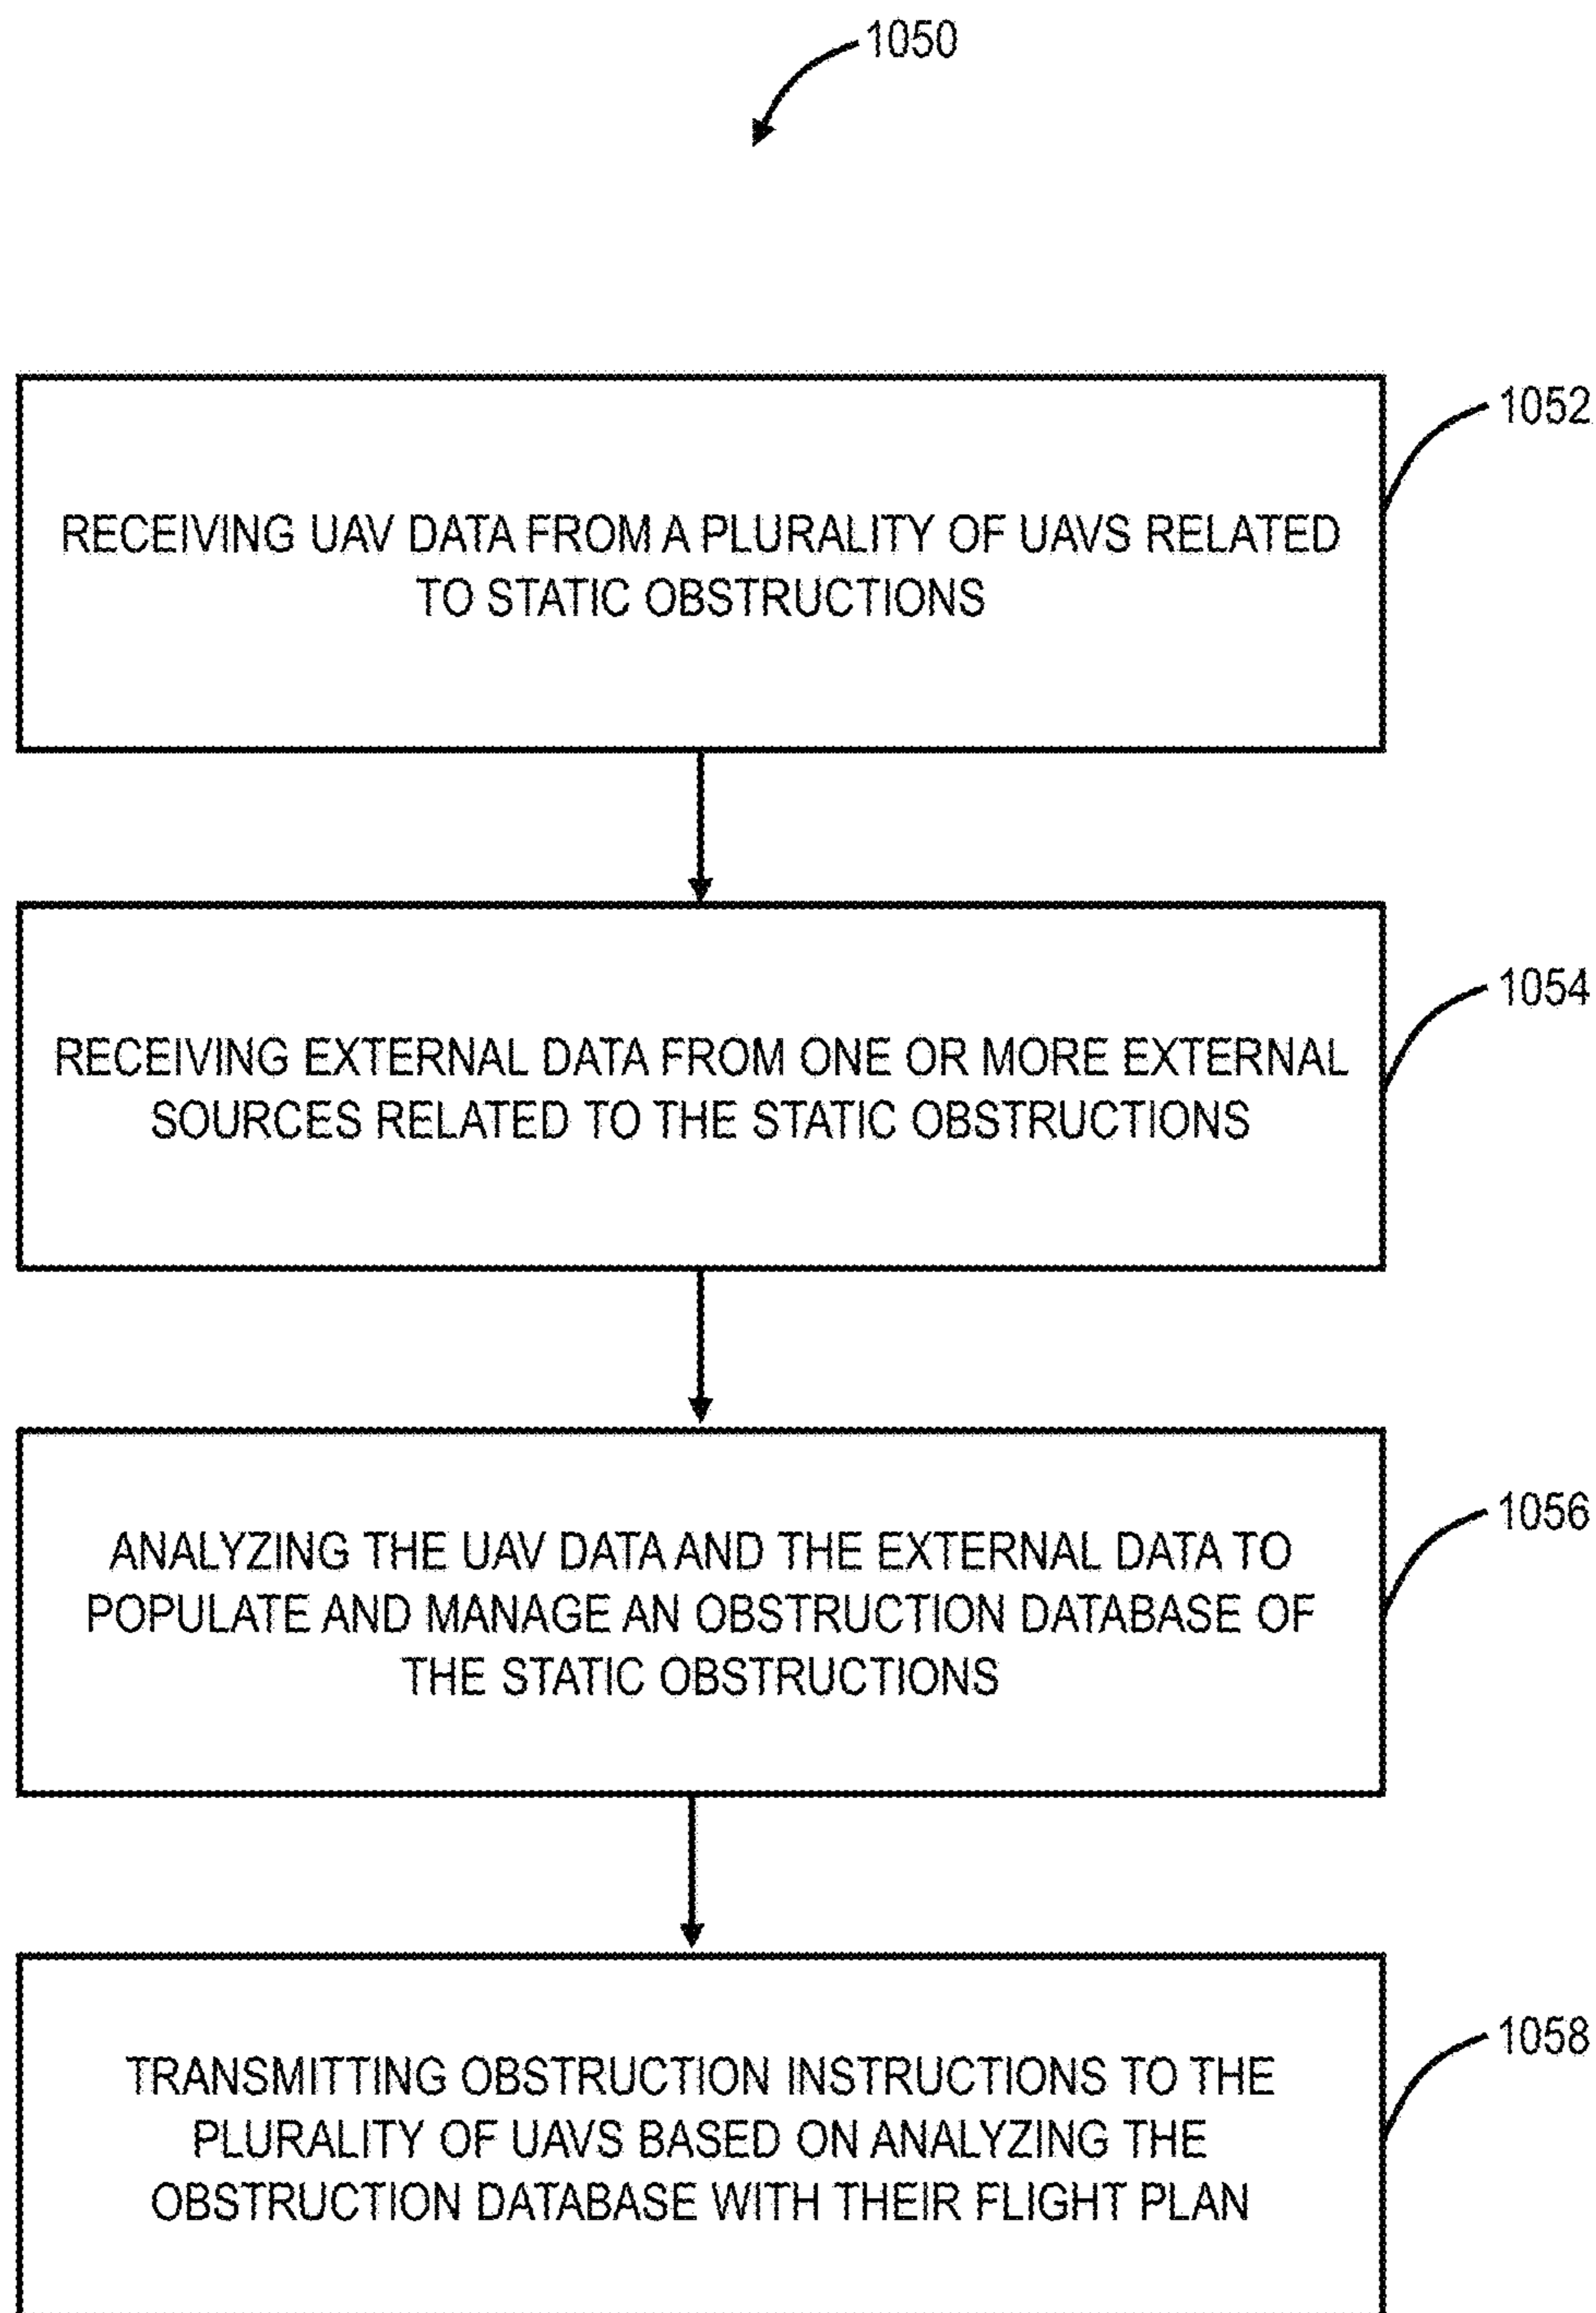 1050
1052
RECEIVING UAV DATA FROM A PLURALITY OF UAVS RELATED
TO STATIC OBSTRUCTIONS
1054
RECEIVING EXTERNAL DATA FROM ONE OR MORE EXTERNAL
SOURCES RELATED TO THE STATIC OBSTRUCTIONS
1056
ANALYZING THE UAV DATA AND THE EXTERNAL DATA TO
POPULATE AND MANAGE AN OBSTRUCTION DATABASE OF
THE STATIC OBSTRUCTIONS
1058
TRANSMITTING OBSTRUCTION INSTRUCTIONS TO THE
PLURALITY OF UAVS BASED ON ANALYZING THE
OBSTRUCTION DATABASE WITH THEIR FLIGHT PLAN